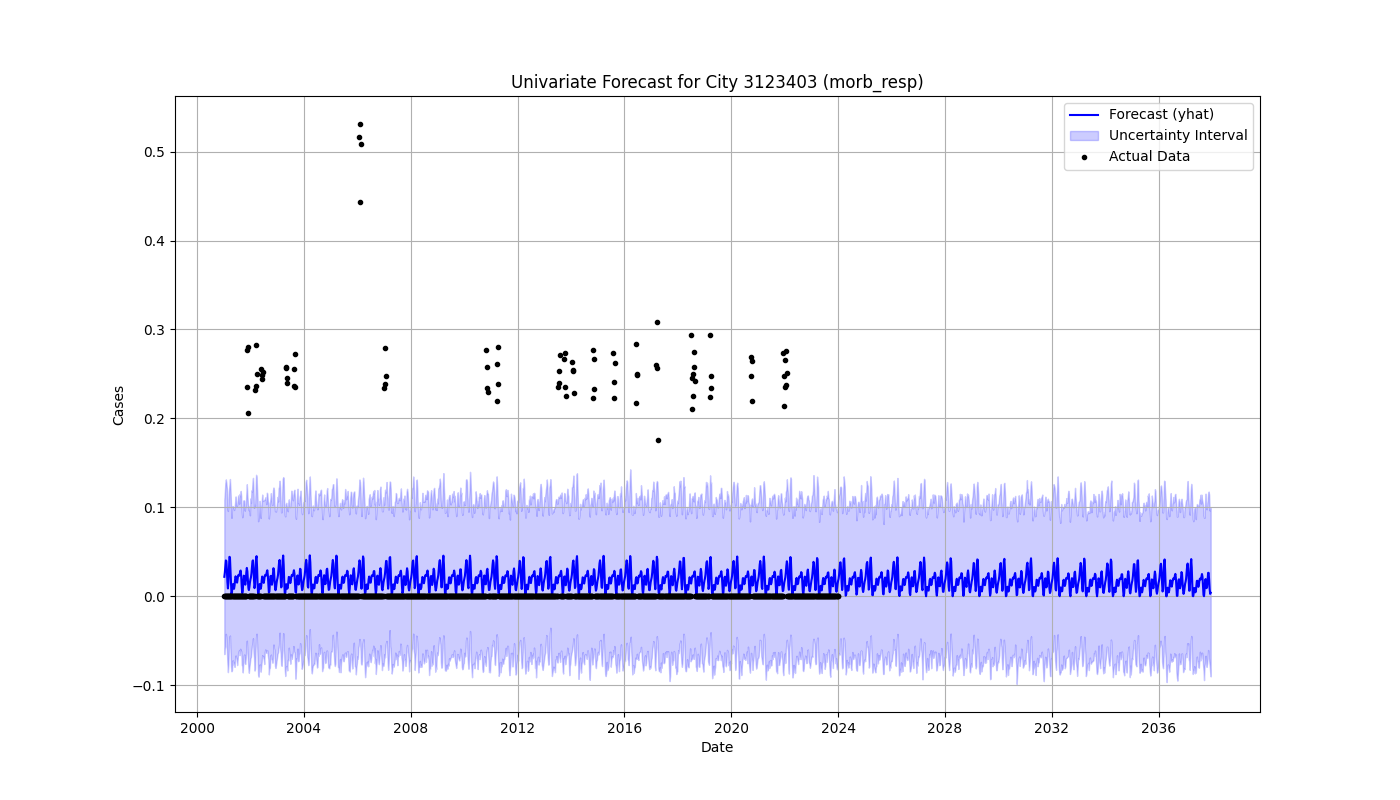 Univariate Forecast for City 3123403 (morb_resp)
Forecast (yhat)
Uncertainty Interval
Actual Data
Cases
0.5
0.4
0.3
0.2
0.1
0.0
−0.1
2000 2004 2008 2012 2016 2020 2024 2028 2032 2036
Date